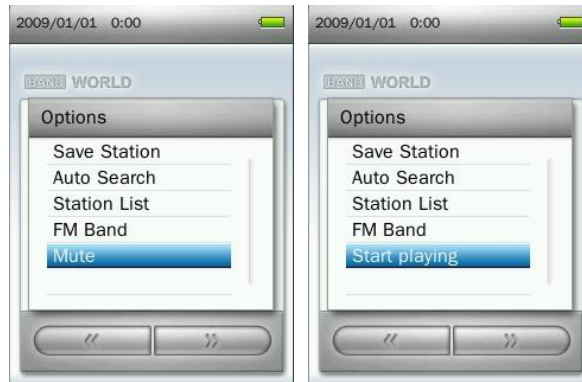 2009/01/01 0:00
BAND WORLD
Options
Save Station
Auto Search
Station List
FM Band
Mute
2009/01/01 0:00
BAND WORLD
Options
Save Station
Auto Search
Station List
FM Band
Start playing